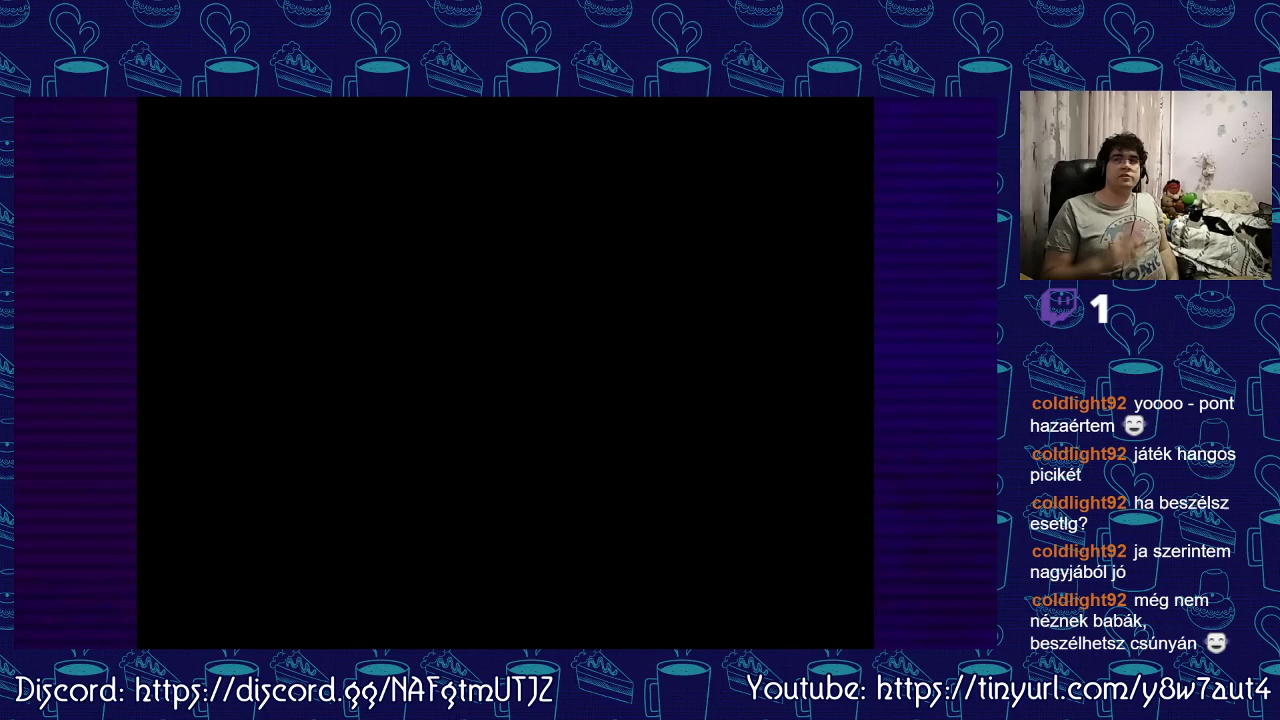 1
coldlight92 yoooo - pont
hazaértem
coldlight92 játék hangos
picikét
coldlight92 ha beszélsz
esetlg?
coldlight92 ja szerintem
nagyjából jó
coldlight92 még nem
néznek babák,
beszélhetsz csúnyán
Discord: https://discord.gg/NAFgtmUTJZ
Youtube: https://tinyurl.com/y8w7aut4